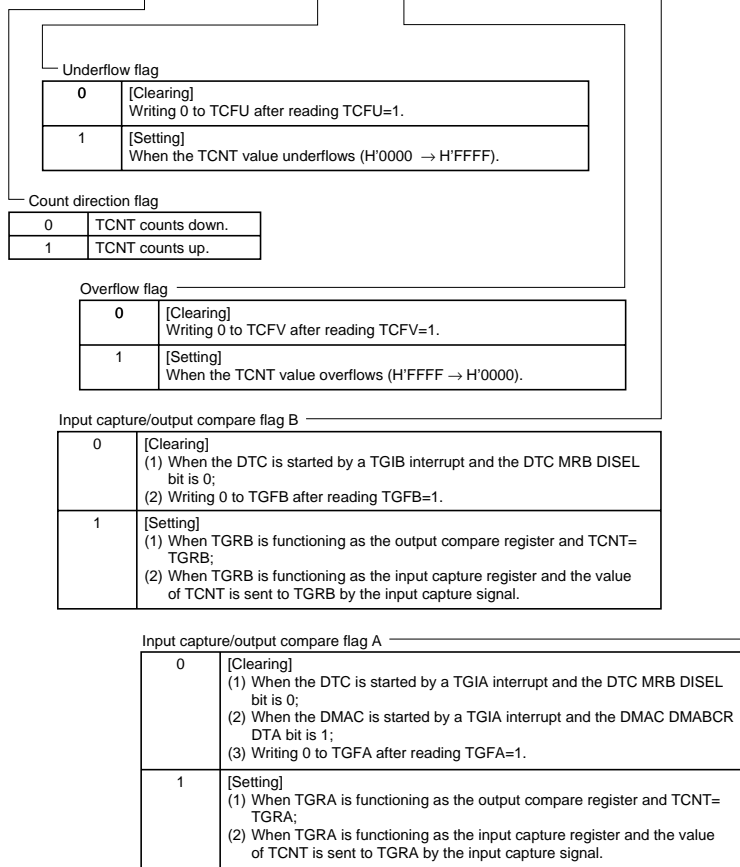 Underflow flag
0 [Clearing]
Writing 0 to TCFU after reading TCFU=1.
1 [Setting]
When the TCNT value underflows (H'0000 → H'FFFF).
Count direction flag
0 TCNT counts down.
1 TCNT counts up.
Overflow flag
0 [Clearing]
Writing 0 to TCFV after reading TCFV=1.
1 [Setting]
When the TCNT value overflows (H'FFFF → H'0000).
Input capture/output compare flag B
0 [Clearing]
(1) When the DTC is started by a TGIB interrupt and the DTC MRB DISEL
bit is 0;
(2) Writing 0 to TGFB after reading TGFB=1.
1 [Setting]
(1) When TGRB is functioning as the output compare register and TCNT=
TGRB;
(2) When TGRB is functioning as the input capture register and the value
of TCNT is sent to TGRB by the input capture signal.
Input capture/output compare flag A
0 [Clearing]
(1) When the DTC is started by a TGIA interrupt and the DTC MRB DISEL
bit is 0;
(2) When the DMAC is started by a TGIA interrupt and the DMAC DMABCR
DTA bit is 1;
(3) Writing 0 to TGFA after reading TGFA=1.
1 [Setting]
(1) When TGRA is functioning as the output compare register and TCNT=
TGRA;
(2) When TGRA is functioning as the input capture register and the value
of TCNT is sent to TGRA by the input capture signal.